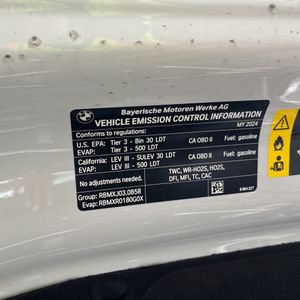 BMW
Bayerische Motoren Werke AG
VEHICLE EMISSION CONTROL INFORMATION
MY 2024
Conforms to regulations:
U.S. EPA: Tier 3 - Bin 30 LDT CA OBD II Fuel: gasoline
EVAP: Tier 3 - 500 LDT
California: LEV III - SULEV 30 LDT CA OBD II Fuel: gasoline
EVAP: LEV III - 500 LDT
No adjustments needed.
TWC, WR-HO2S, HO2S,
DFI, MFI, TC, CAC
Group: RBMXJ03.0B58
Evap: RBMXR0180G0X